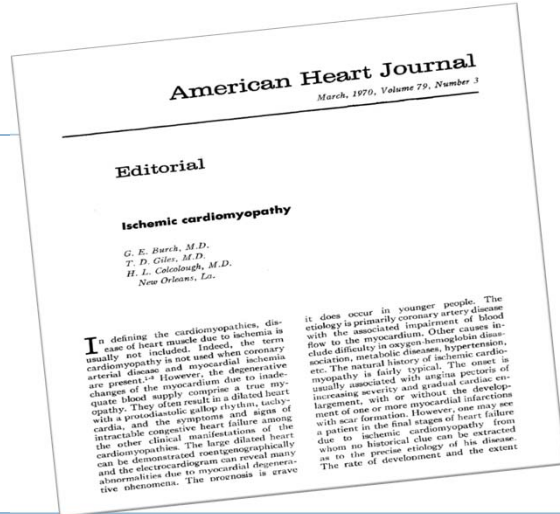 American Heart Journal
March, 1970, Volume 79, Number 3
Editorial
Ischemic cardiomyopathy
G. E. Burch, M.D.
T. D. Giles, M.D.
H. L. Colcolough, M.D.
New Orleans, La.
In defining the cardiomyopathies, dis-
ease of heart muscle due to ischemia is
usually not included. Indeed, the term
cardiomyopathy is not used when coronary
arterial disease and myocardial ischemia
are present.¹⁻⁸ However, the degenerative
changes of the myocardium due to inade-
quate blood supply comprise a true my-
opathy. They often result in a dilated heart
with a protodiastolic gallop rhythm, tachy-
cardia, and the symptoms and signs of
intractable congestive heart failure among
the other clinical manifestations of the
cardiomyopathies. The large dilated heart
can be demonstrated roentgenographically
and the electrocardiogram can reveal many
abnormalities due to myocardial degenera-
tive phenomena. The prognosis is grave
it does occur in younger people. The
etiology is primarily coronary artery disease
with the associated impairment of blood
flow to the myocardium. Other causes in-
clude difficulty in oxygen-hemoglobin disas-
sociation, metabolic diseases, hypertension,
etc. The natural history of ischemic cardio-
myopathy is fairly typical. The onset is
usually associated with angina pectoris of
increasing severity and gradual cardiac en-
largement, with or without the develop-
ment of one or more myocardial infarctions
with scar formation. However, one may see
a patient in the final stages of heart failure
due to ischemic cardiomyopathy from
whom no historical clue can be extracted
as to the precise etiology of his disease.
The rate of development and the extent